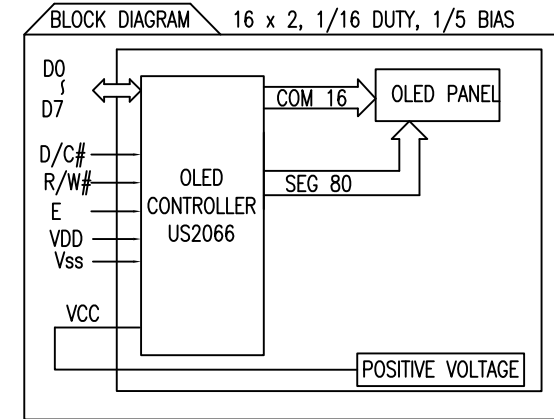 BLOCK DIAGRAM 16 x 2, 1/16 DUTY, 1/5 BIAS
D0
~
D7
D/C#
R/W#
E
VDD
Vss
VCC
OLED
CONTROLLER
US2066
COM 16
SEG 80
OLED PANEL
POSITIVE VOLTAGE